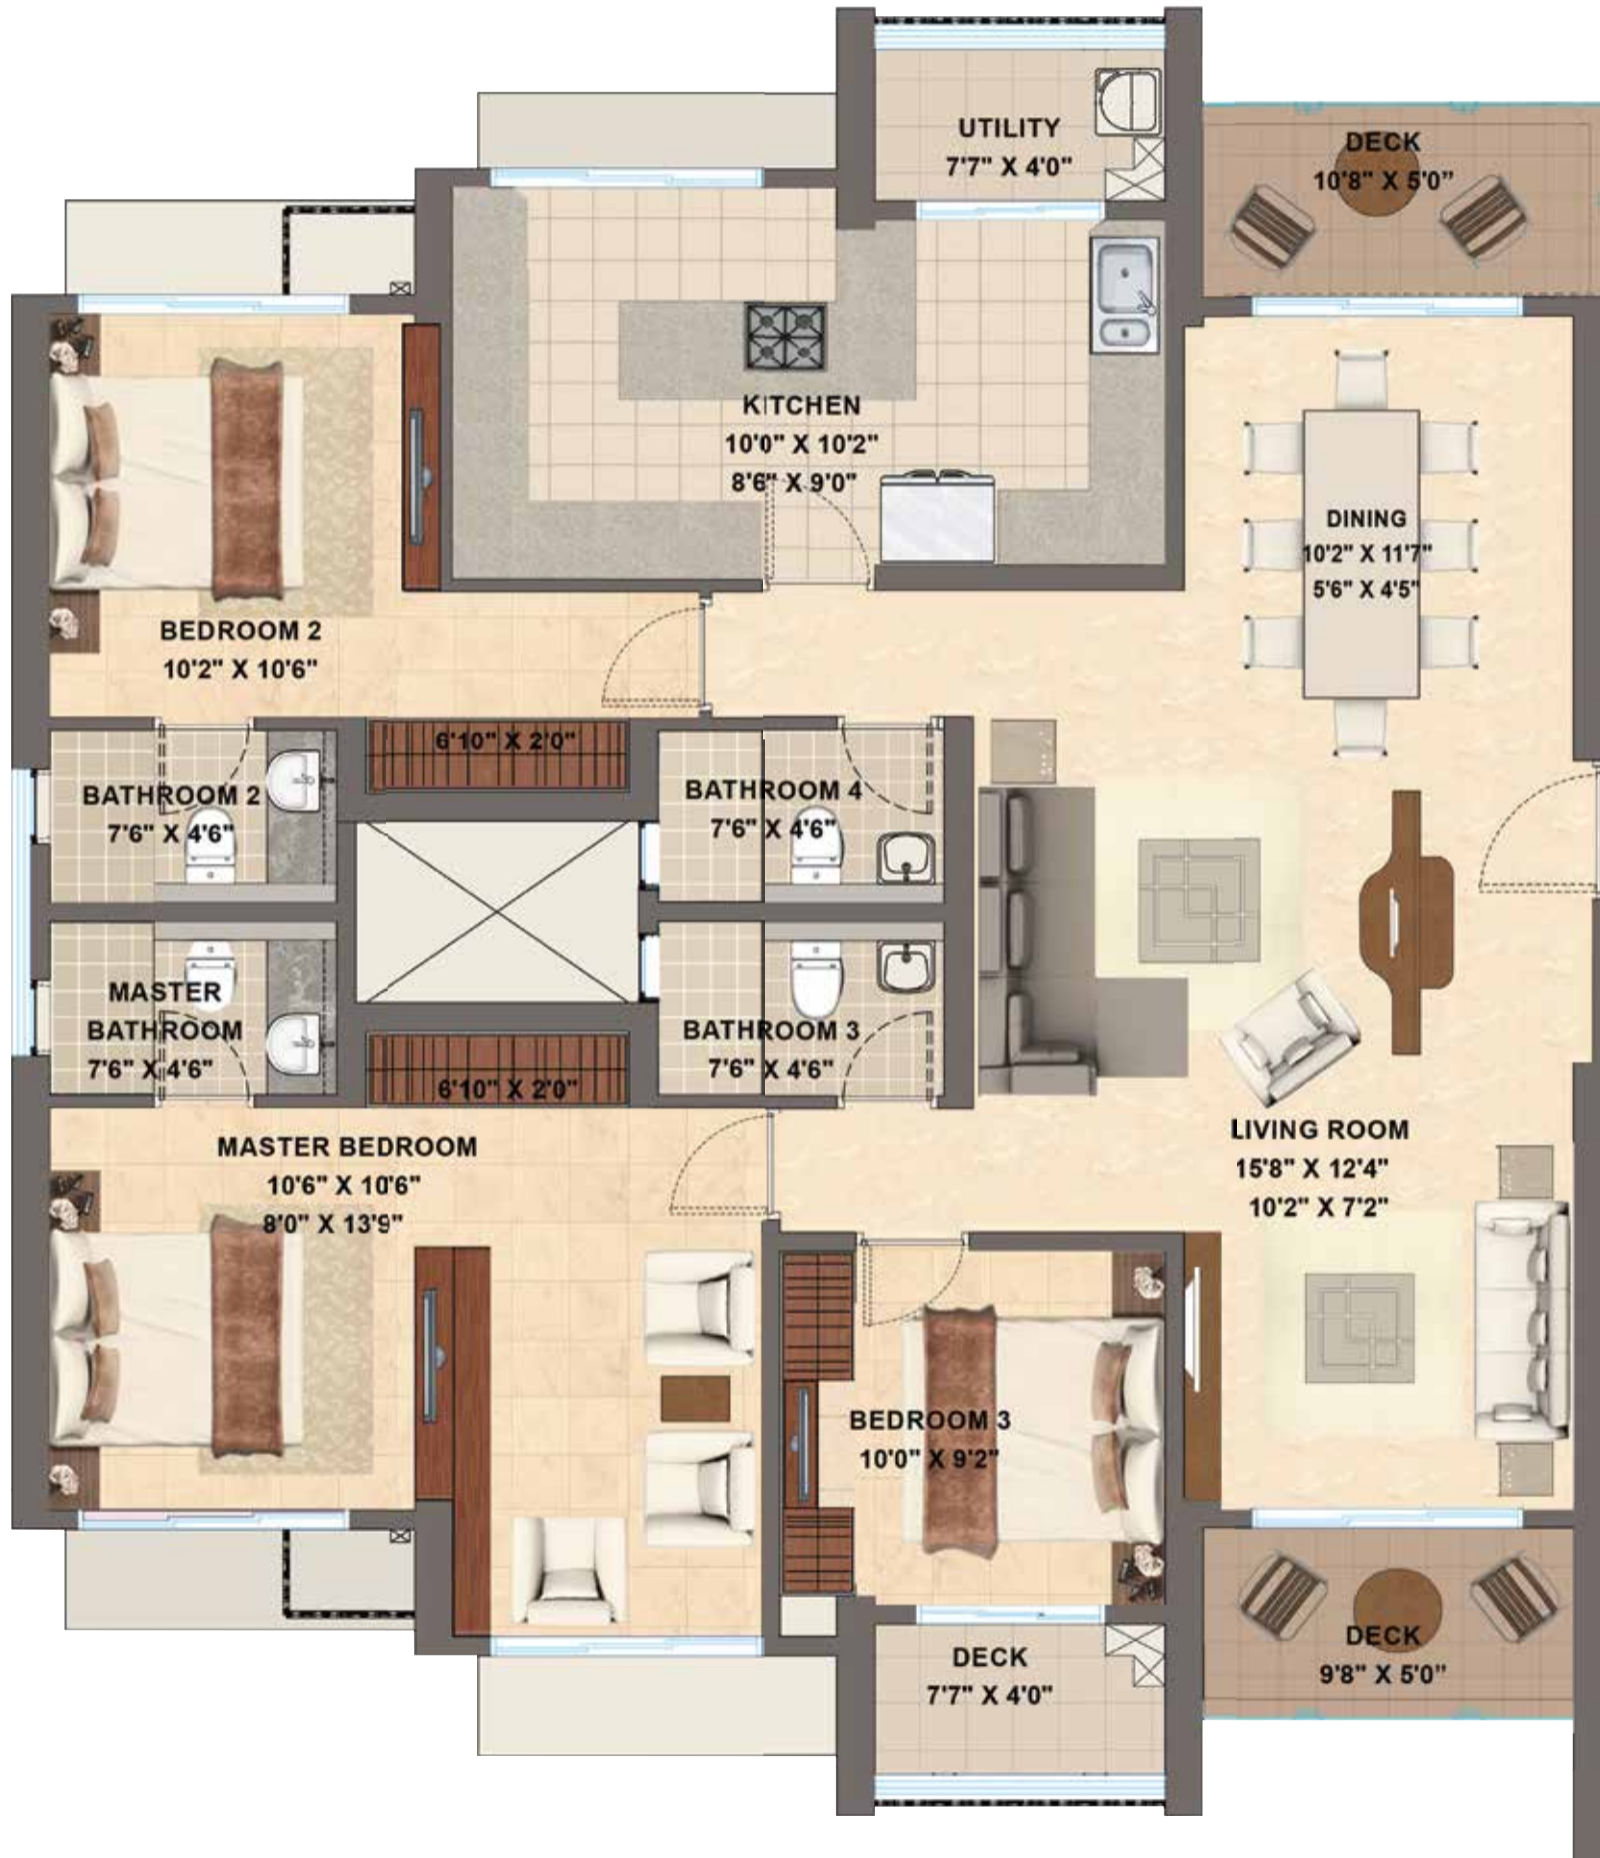 UTILITY
7'7" X 4'0"
DECK
10'8" X 5'0"
KITCHEN
10'0" X 10'2"
8'6" X 9'0"
DINING
10'2" X 11'7"
5'6" X 4'5"
BEDROOM 2
10'2" X 10'6"
6'10" X 2'0"
BATHROOM 2
7'6" X 4'6"
BATHROOM 4
7'6" X 4'6"
MASTER
BATHROOM
7'6" X 4'6"
BATHROOM 3
7'6" X 4'6"
6'10" X 2'0"
MASTER BEDROOM
10'6" X 10'6"
8'0" X 13'9"
LIVING ROOM
15'8" X 12'4"
10'2" X 7'2"
BEDROOM 3
10'0" X 9'2"
DECK
7'7" X 4'0"
DECK
9'8" X 5'0"